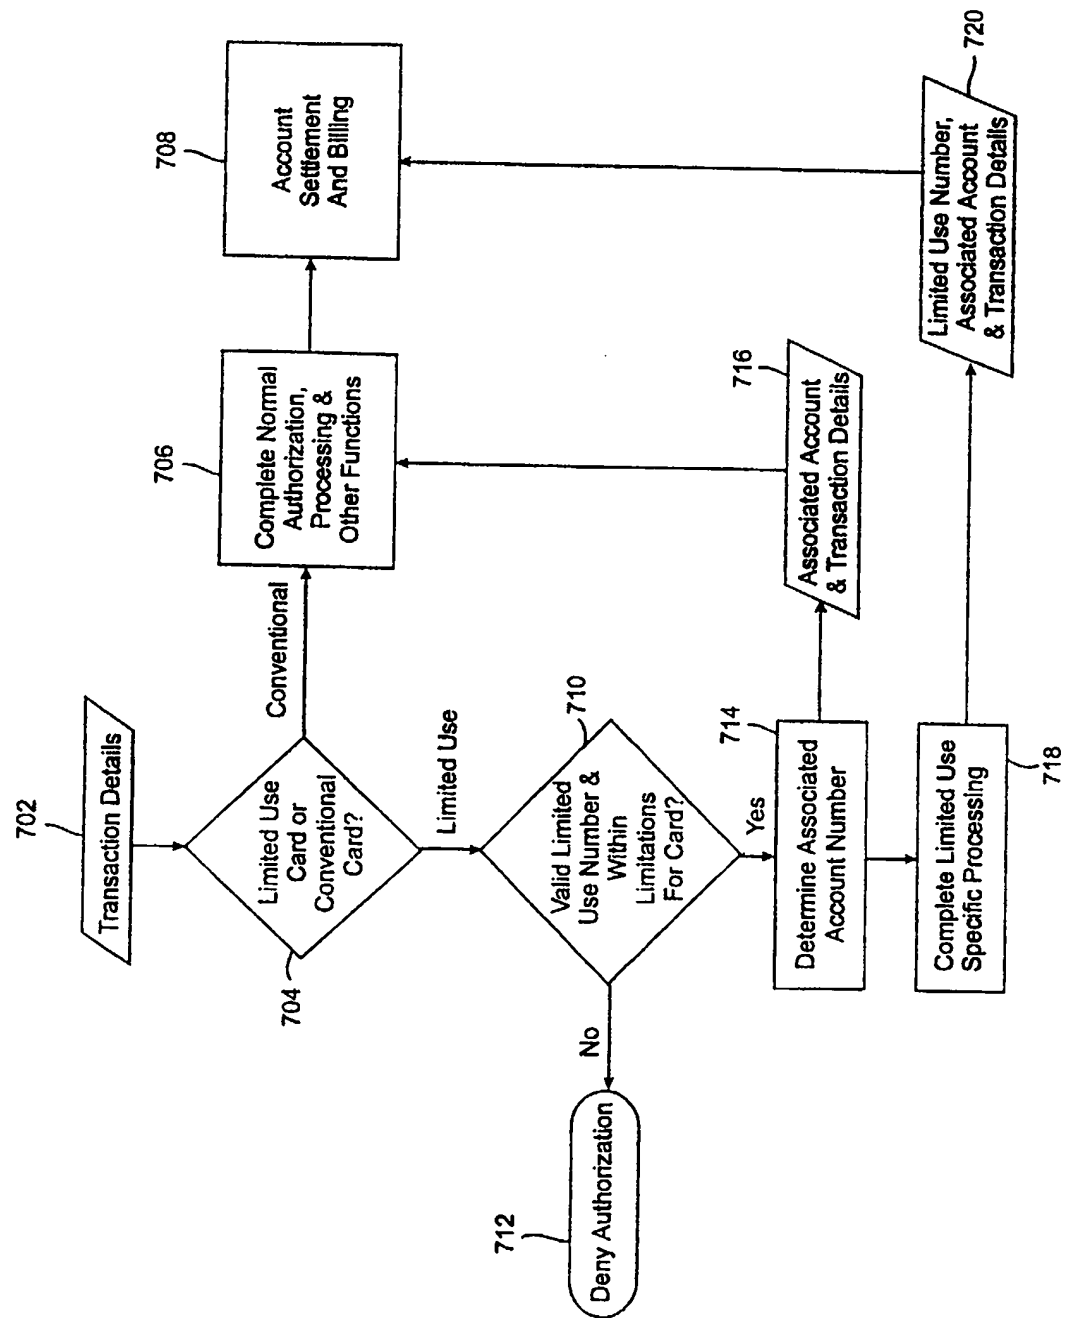 702
Transaction Details
704
Limited Use
Card or
Conventional
Card?
Conventional
706
Complete Normal
Authorization,
Processing &
Other Functions
708
Account
Settlement
And Billing
Limited Use
710
Valid Limited
Use Number &
Within
Limitations
For Card?
No
712
Deny Authorization
Yes
714
Determine Associated
Account Number
716
Associated Account
& Transaction Details
718
Complete Limited Use
Specific Processing
720
Limited Use Number,
Associated Account
& Transaction Details